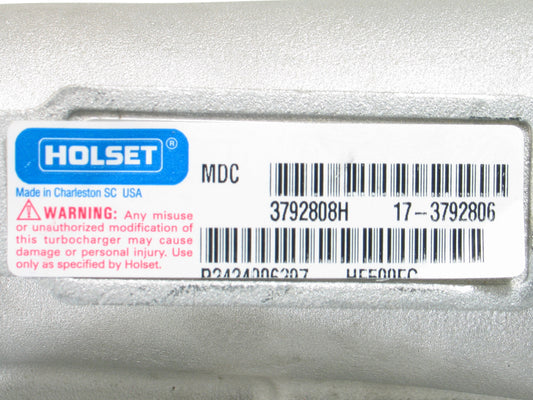 HOLSET ®
MDC
Made in Charleston SC USA
3792808H 17-3792806
WARNING: Any misuse
or unauthorized modification of
this turbocharger may cause
damage or personal injury. Use
only as specified by Holset.